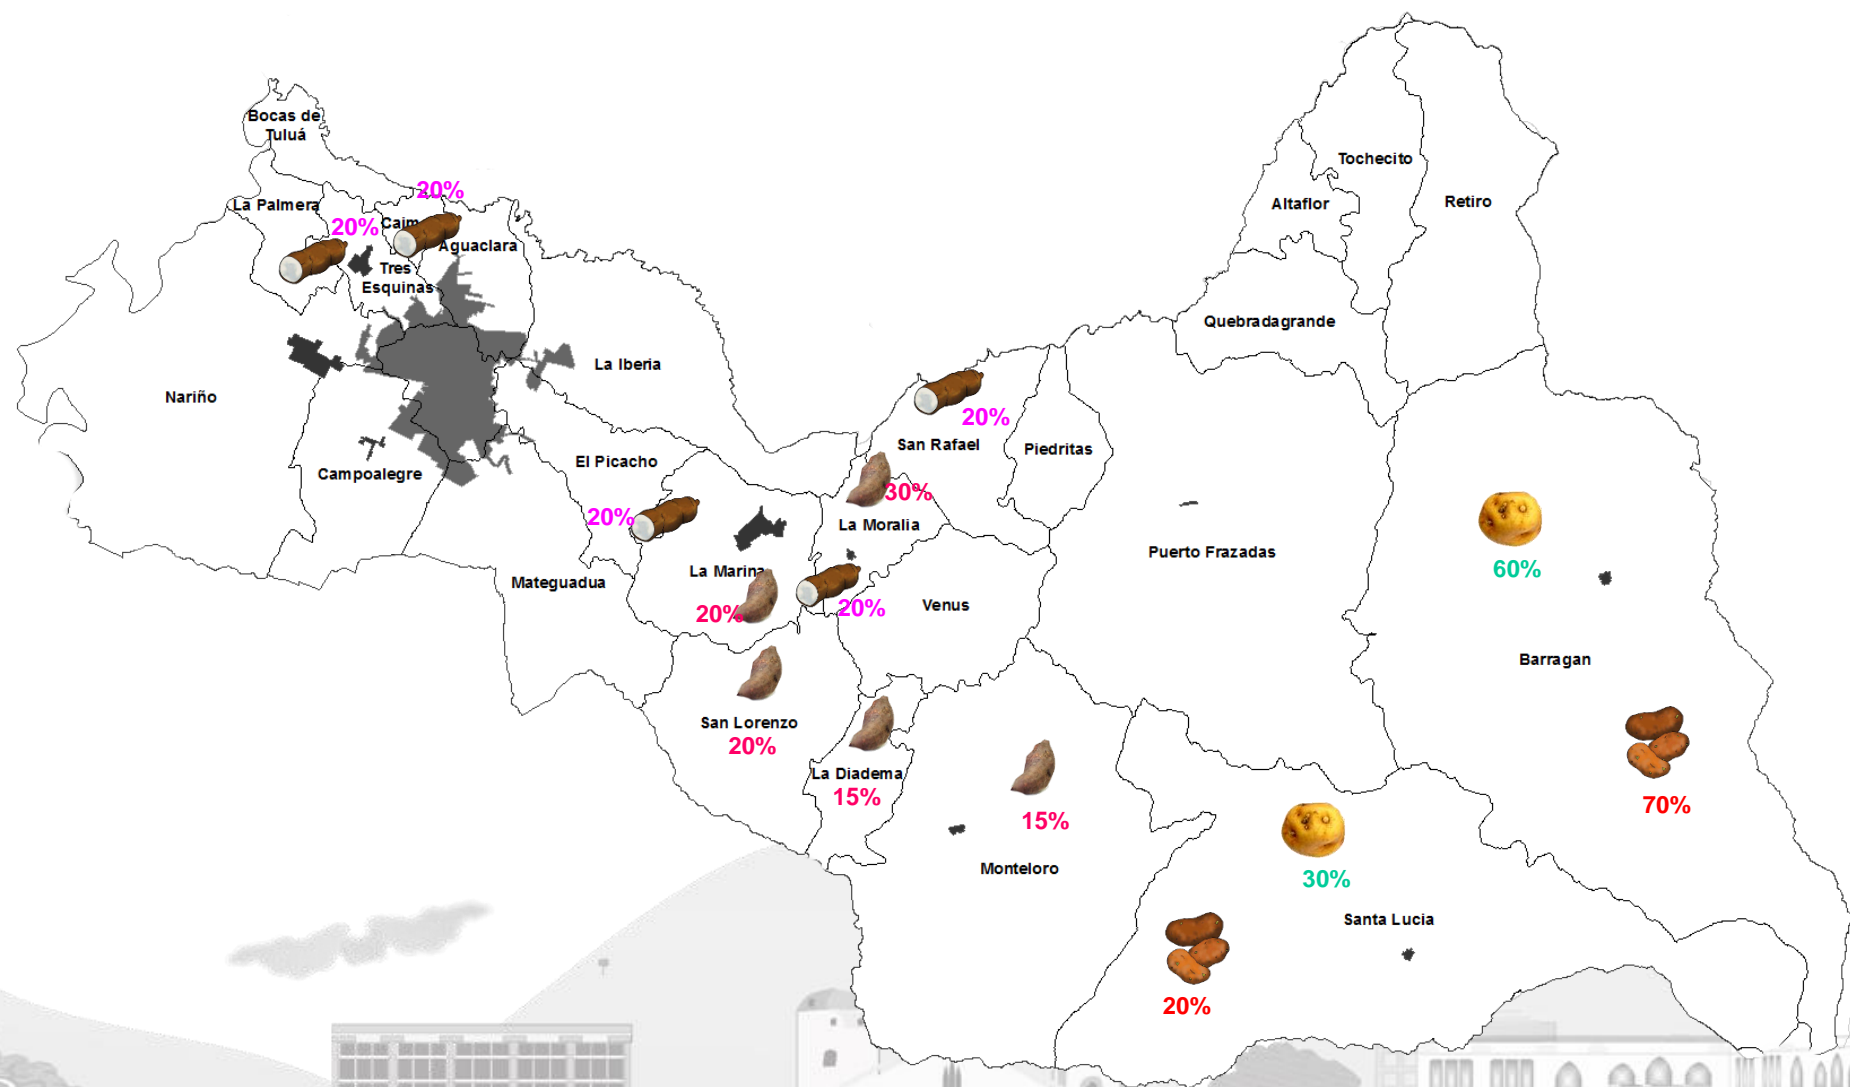 Bocas de
Tuluá
20%
La Palmera
20%
Aguaclara
Tres
Esquinas
Tochecito
Altaflor
Retiro
Quebradagrande
La Iberia
Nariño
20%
San Rafael
Piedritas
El Picacho
Campoalegre
30%
20%
La Moralia
Puerto Frazadas
60%
La Marina
Mateguadua
20%
20%
Venus
Barragan
San Lorenzo
20%
La Diadema
15%
15%
70%
Monteloro
30%
Santa Lucia
20%